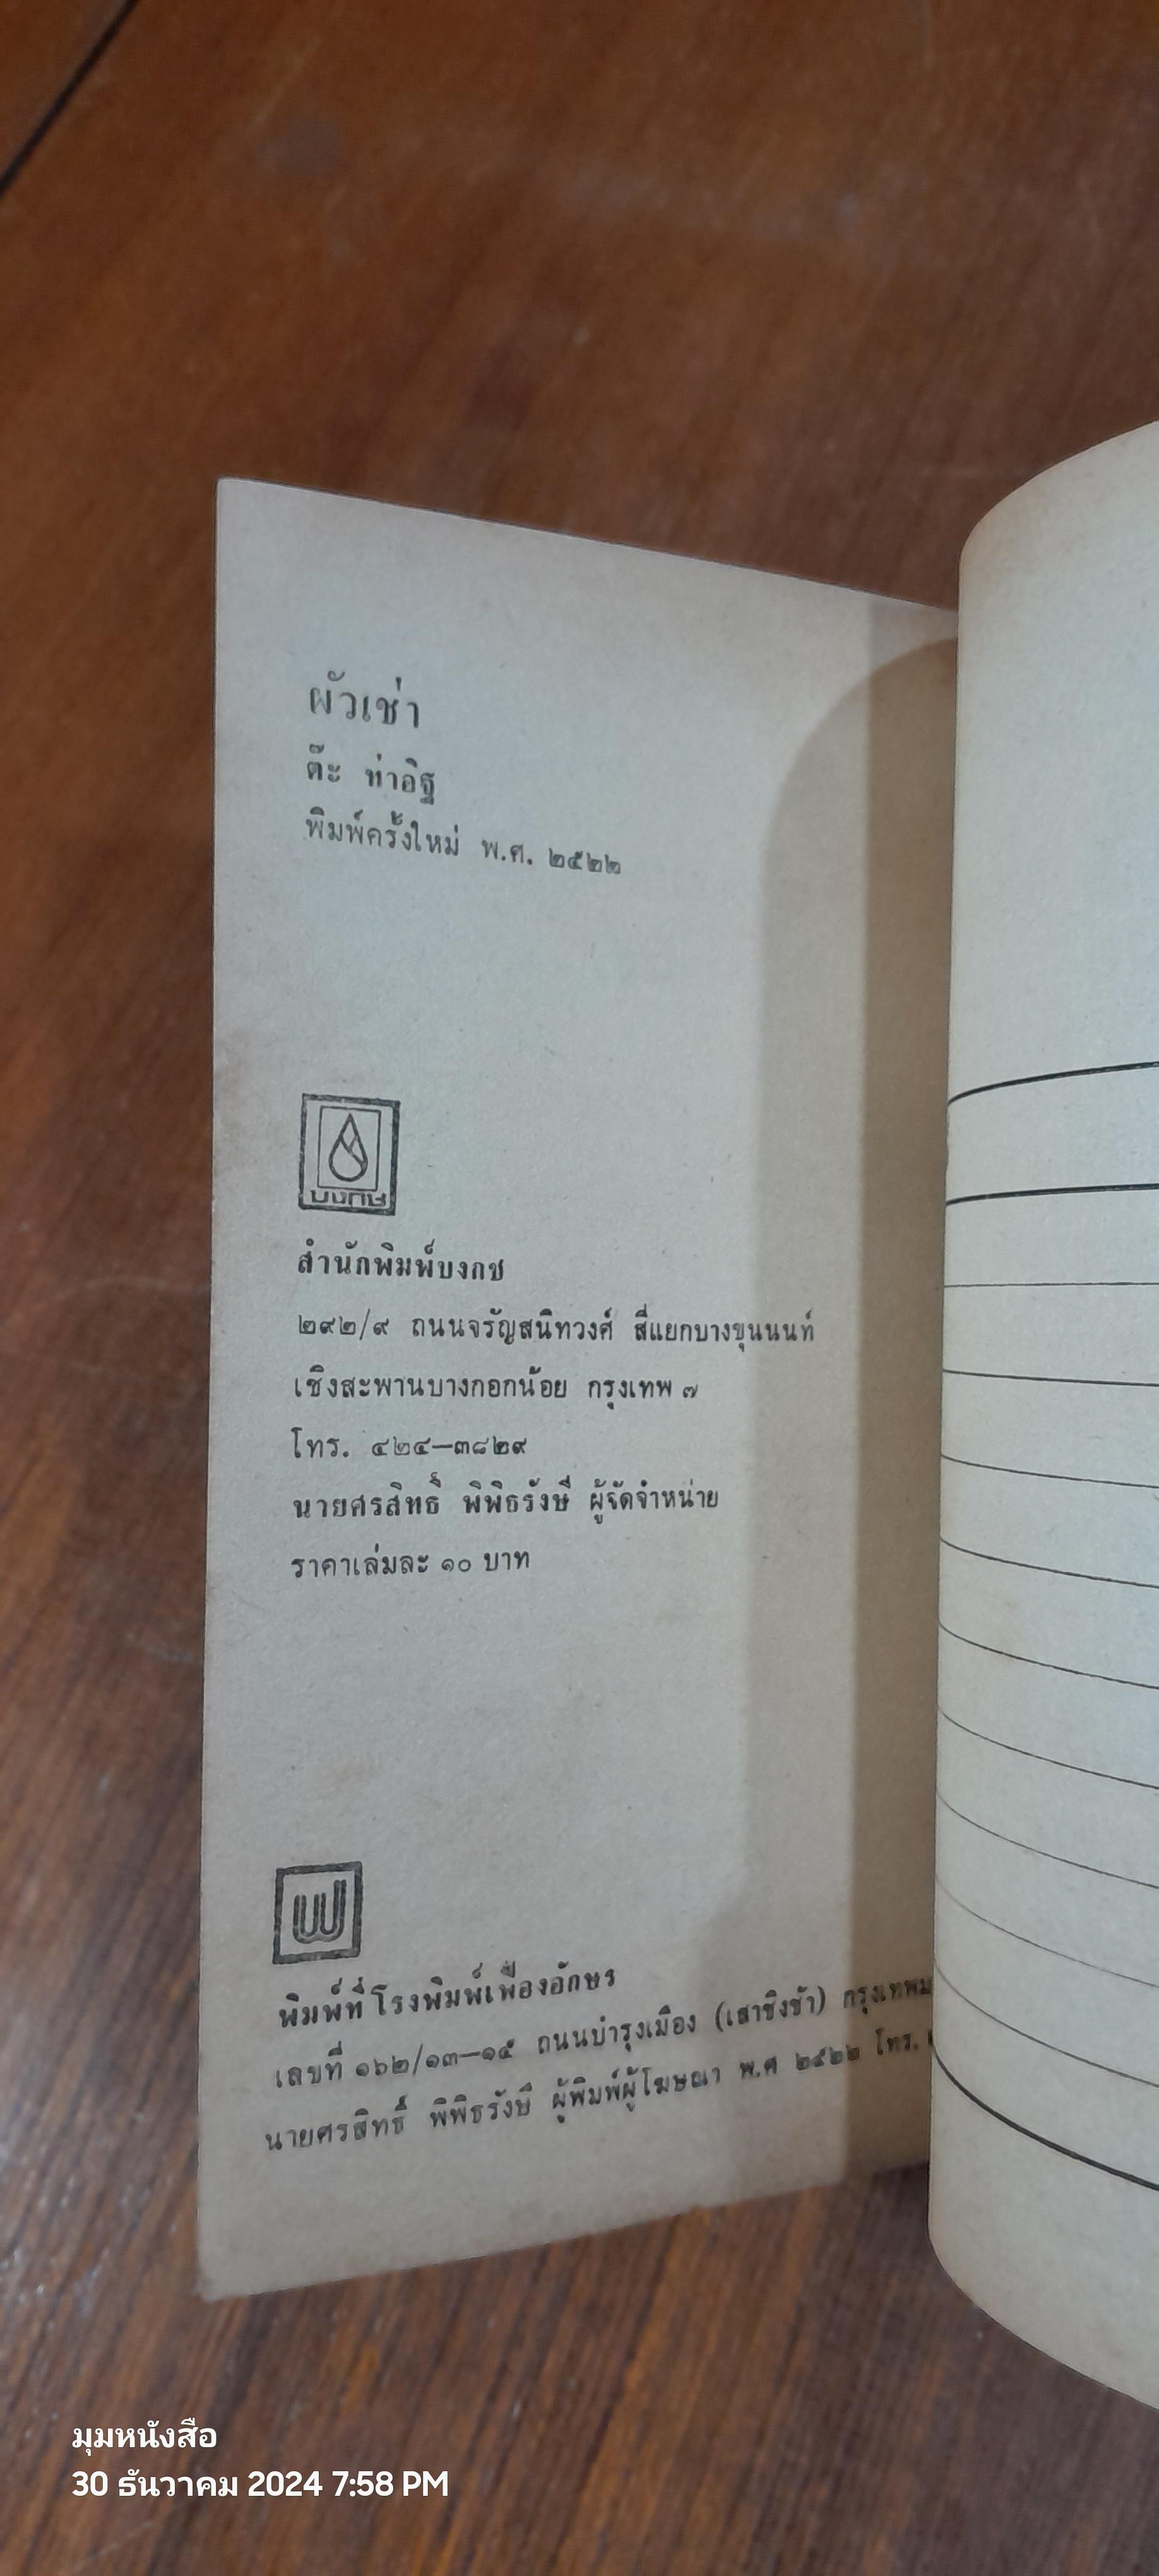 ผัวเช่า
ต๊ะ ท่าอิฐ
พิมพ์ครั้งใหม่ พ.ศ. ๒๕๒๒
บงกช
สำนักพิมพ์บงกช
๒๙๒/๙ ถนนจรัญสนิทวงศ์ สี่แยกบางขุนนนท์
เชิงสะพานบางกอกน้อย กรุงเทพ ๗
โทร. ๔๒๔—๓๘๒๙
นายศรสิทธิ์ พิพิธรังษี ผู้จัดจำหน่าย
ราคาเล่มละ ๑๐ บาท
พิมพ์ที่ โรงพิมพ์เฟื่องอักษร
เลขที่ ๑๖๒/๑๓—๑๕ ถนนบำรุงเมือง (เสาชิงช้า)
นายศรสิทธิ์ พิพิธรังษี ผู้พิมพ์ผู้โฆษณา พ.ศ ๒๕๒๒ โทร.
มุมหนังสือ
30 ธันวาคม 2024 7:58 PM